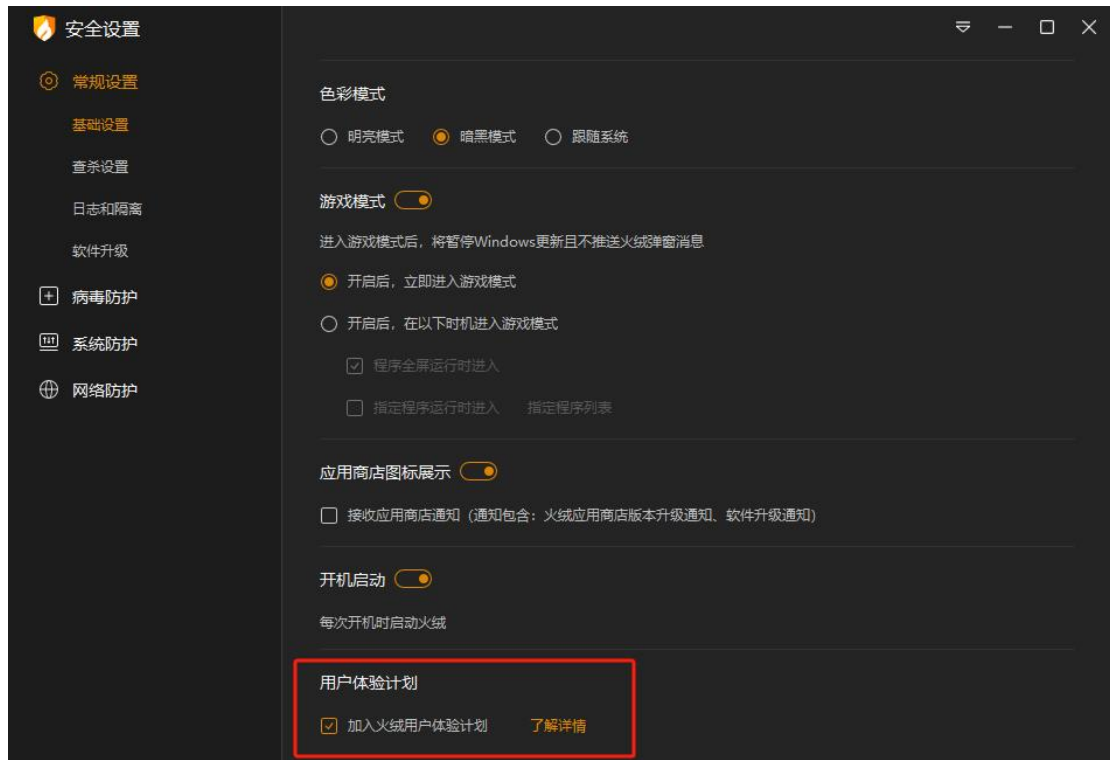 安全设置
常规设置
基础设置
查杀设置
日志和隔离
软件升级
病毒防护
系统防护
网络防护
色彩模式
明亮模式 暗黑模式 跟随系统
游戏模式
进入游戏模式后，将暂停Windows更新且不推送火绒弹窗消息
开启后，立即进入游戏模式
开启后，在以下时机进入游戏模式
程序全屏运行时进入
指定程序运行时进入 指定程序列表
应用商店图标展示
接收应用商店通知（通知包含：火绒应用商店版本升级通知、软件升级通知）
开机启动
每次开机时启动火绒
用户体验计划
加入火绒用户体验计划 了解详情